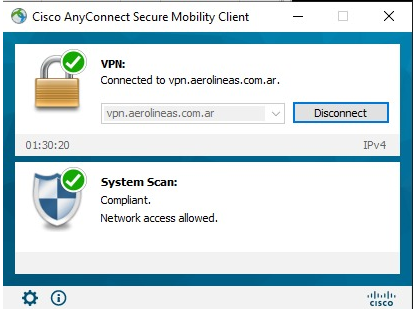 Cisco AnyConnect Secure Mobility Client
VPN:
Connected to vpn.aerolineas.com.ar.
vpn.aerolineas.com.ar
Disconnect
01:30:20
IPv4
System Scan:
Compliant.
Network access allowed.
CISCO